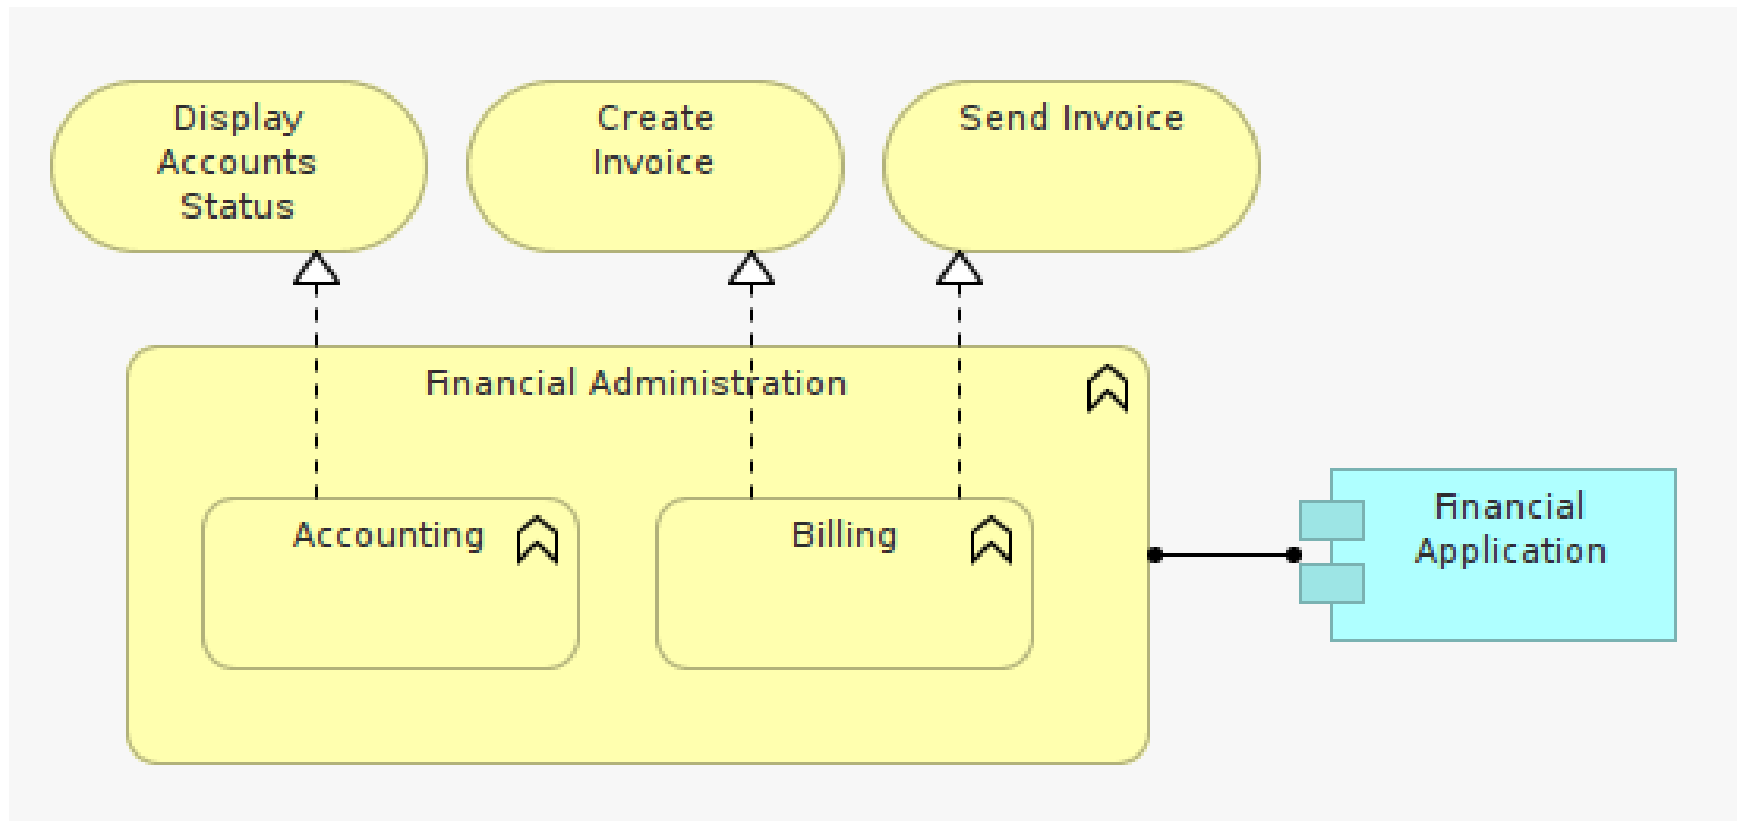 Display
Accounts
Status
Create
Invoice
Send Invoice
Financial Administration
Accounting
Billing
Financial
Application